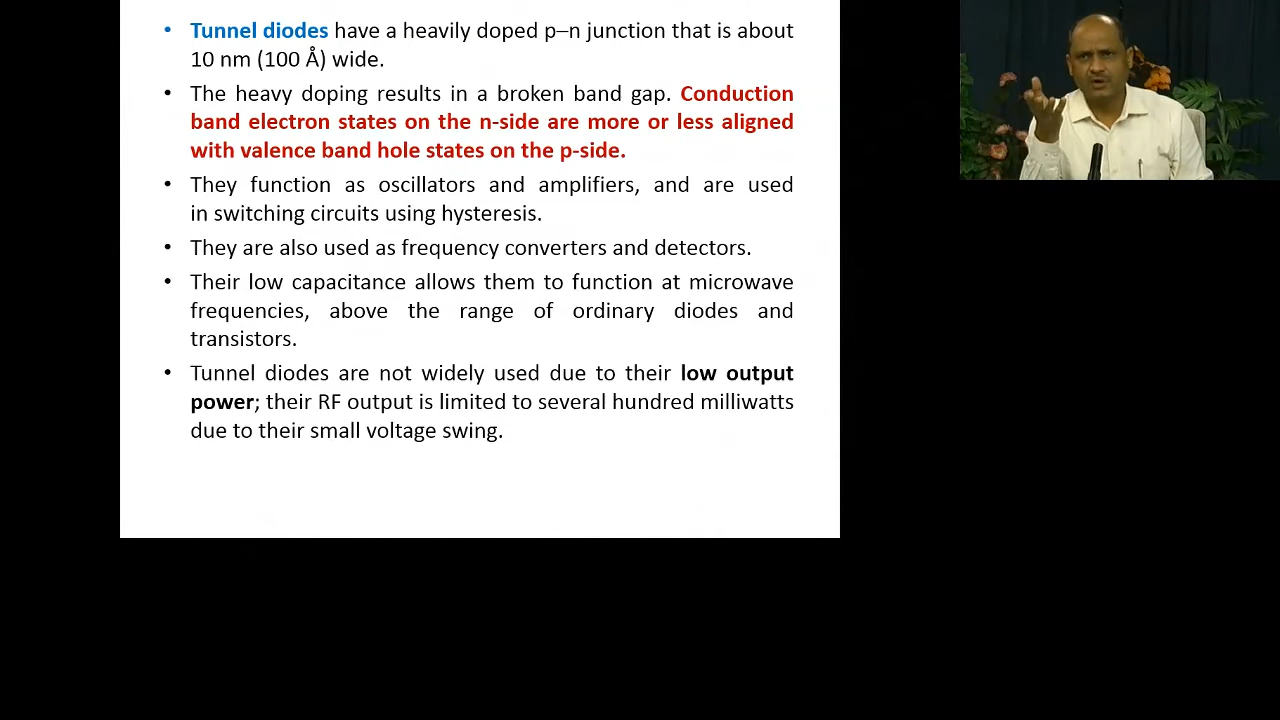 • Tunnel diodes have a heavily doped p–n junction that is about
10 nm (100 Å) wide.
• The heavy doping results in a broken band gap. Conduction
band electron states on the n-side are more or less aligned
with valence band hole states on the p-side.
• They function as oscillators and amplifiers, and are used
in switching circuits using hysteresis.
• They are also used as frequency converters and detectors.
• Their low capacitance allows them to function at microwave
frequencies, above the range of ordinary diodes and
transistors.
• Tunnel diodes are not widely used due to their low output
power; their RF output is limited to several hundred milliwatts
due to their small voltage swing.